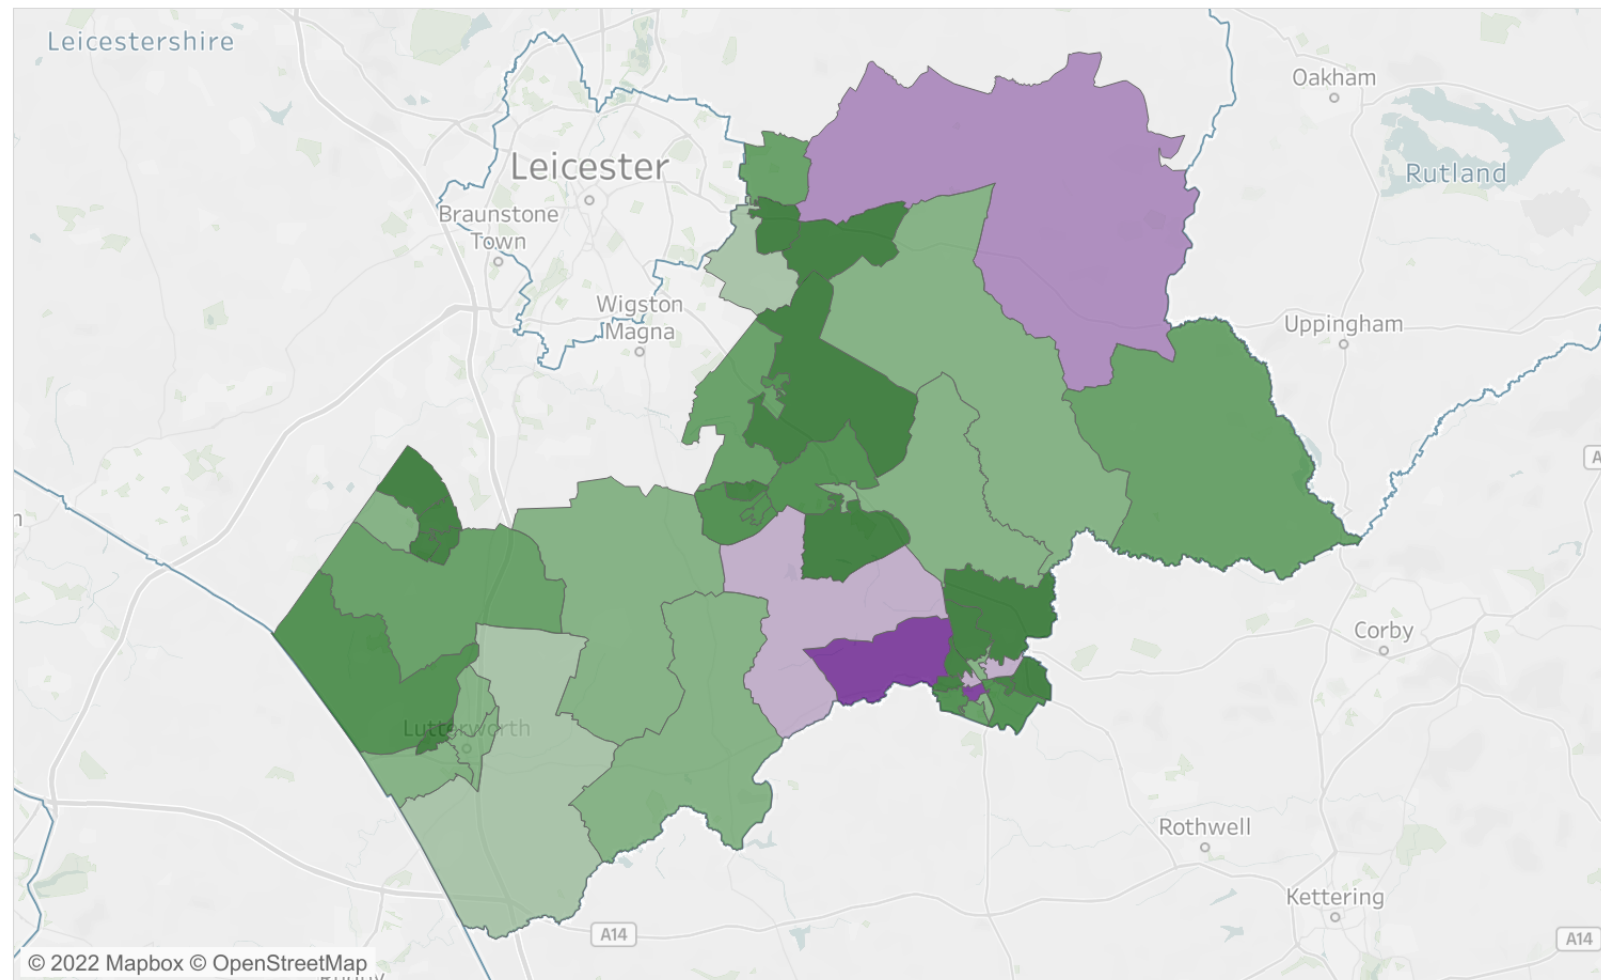 Leicestershire
Oakham
Leicester
Rutland
Braunstone
Town
Wigston
Magna
Uppingham
A
n
Corby
Lutterworth
Rothwell
Kettering
A14
A14
© 2022 Mapbox © OpenStreetMap